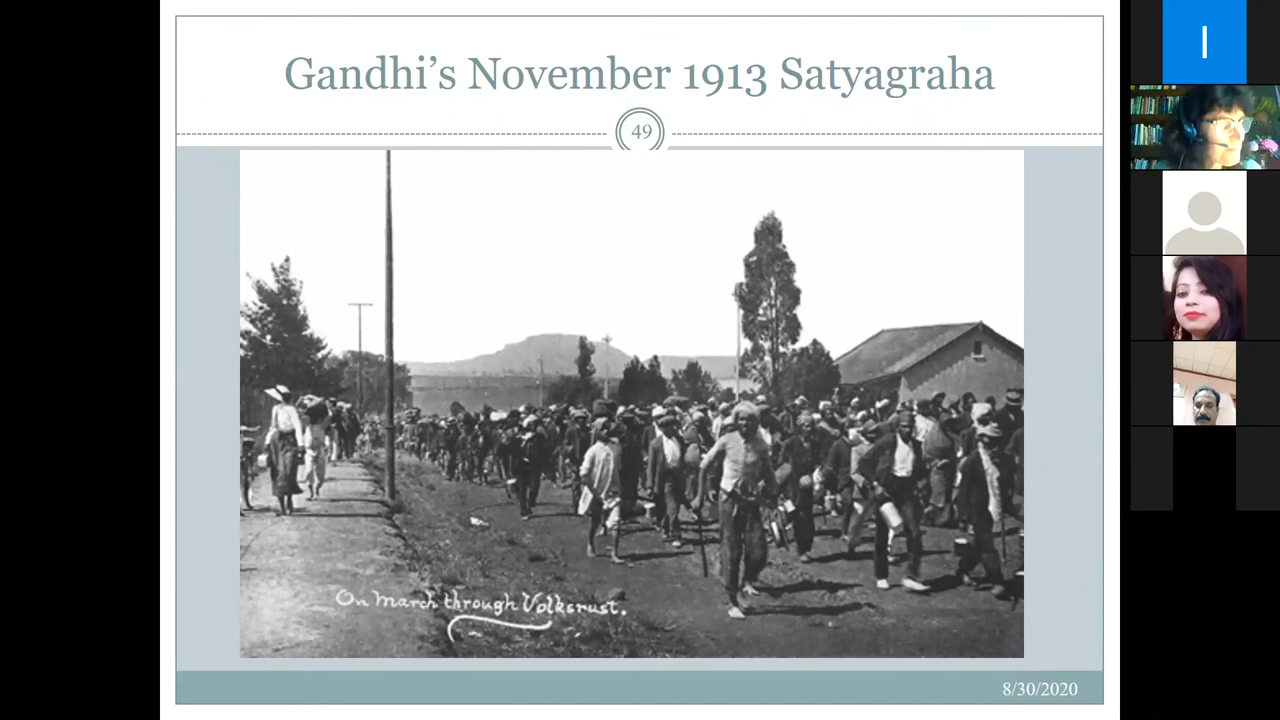 Gandhi’s November 1913 Satyagraha
49
On march through Volksrust.
8/30/2020
I